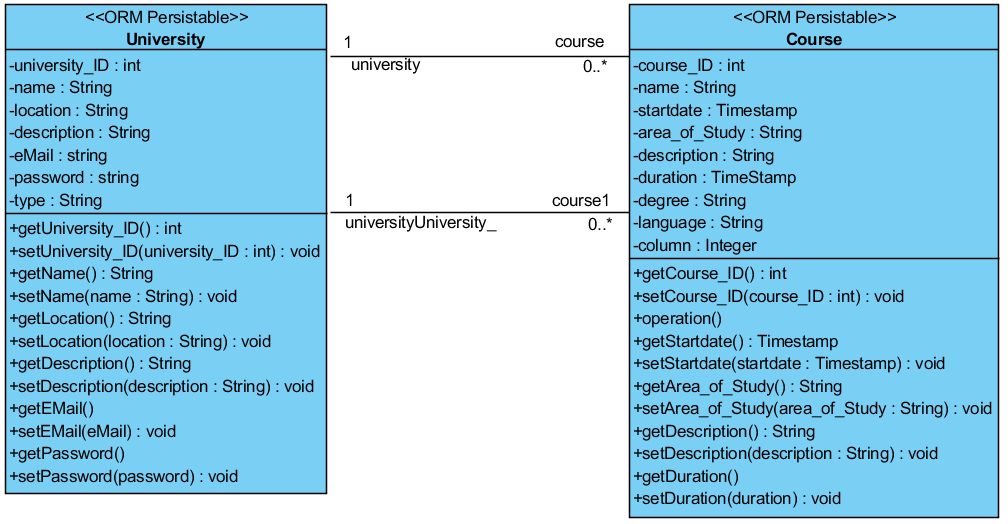 <<ORM Persistable>>
University
-university_ID : int
-name : String
-location : String
-description : String
-eMail : string
-password : string
-type : String
+getUniversity_ID() : int
+setUniversity_ID(university_ID : int) : void
+getName() : String
+setName(name : String) : void
+getLocation() : String
+setLocation(location : String) : void
+getDescription() : String
+setDescription(description : String) : void
+getEMail()
+setEMail(eMail) : void
+getPassword()
+setPassword(password) : void
1 course
university 0..*
1 course1
universityUniversity_ 0..*
<<ORM Persistable>>
Course
-course_ID : int
-name : String
-startdate : Timestamp
-area_of_Study : String
-description : String
-duration : TimeStamp
-degree : String
-language : String
-column : Integer
+getCourse_ID() : int
+setCourse_ID(course_ID : int) : void
+operation()
+getStartdate() : Timestamp
+setStartdate(startdate : Timestamp) : void
+getArea_of_Study() : String
+setArea_of_Study(area_of_Study : String) : void
+getDescription() : String
+setDescription(description : String) : void
+getDuration()
+setDuration(duration) : void